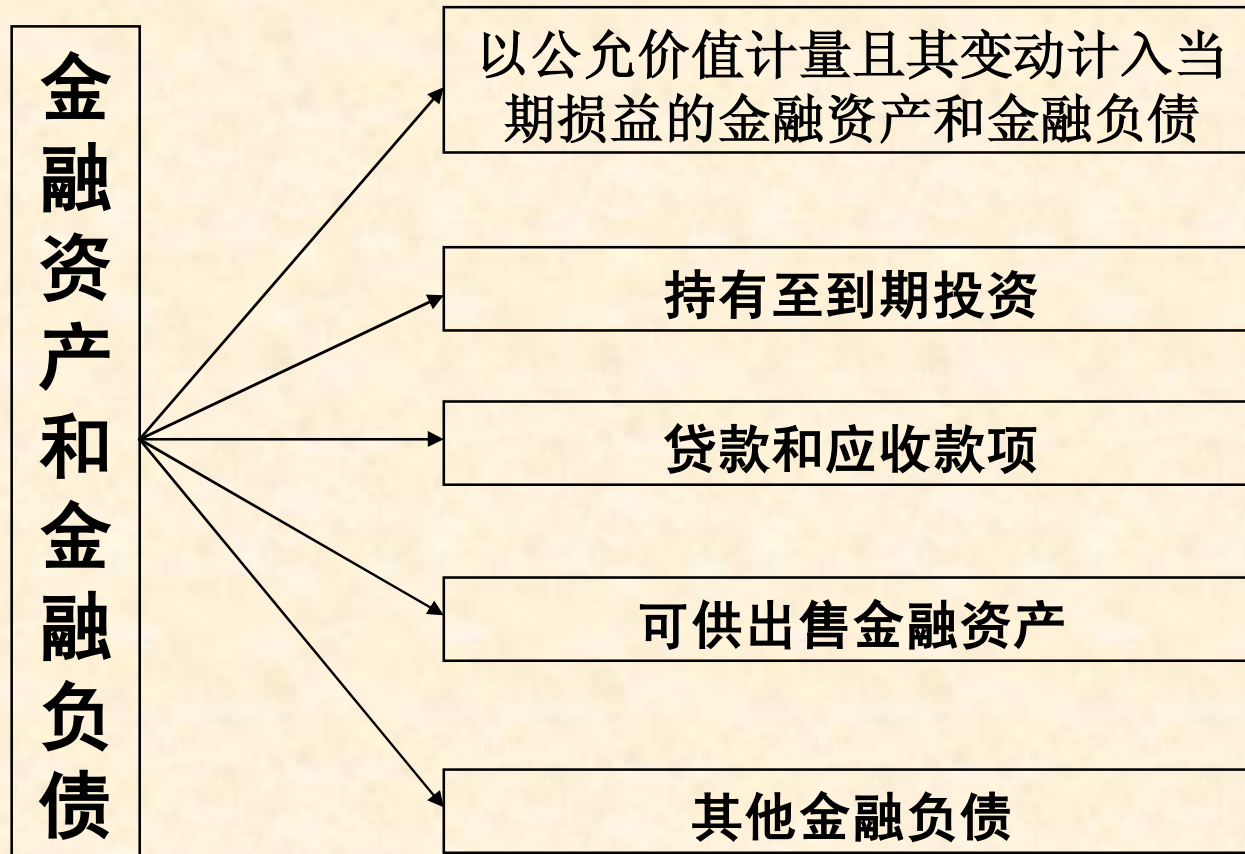 金融资产和金融负债
以公允价值计量且其变动计入当
期损益的金融资产和金融负债
持有至到期投资
贷款和应收款项
可供出售金融资产
其他金融负债